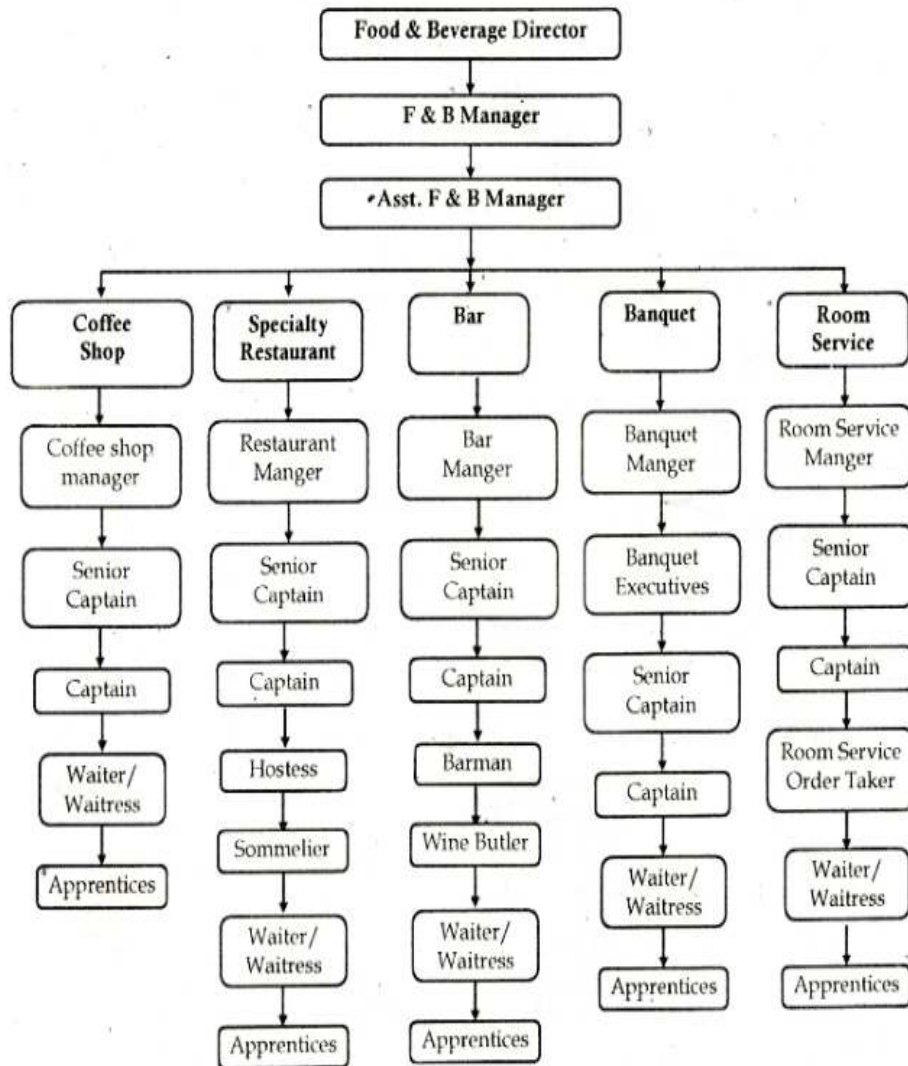 Food & Beverage Director
F & B Manager
Asst. F & B Manager
Coffee
Shop
Specialty
Restaurant
Bar
Banquet
Room
Service
Coffee shop
manager
Restaurant
Manger
Bar
Manger
Banquet
Manger
Room Service
Manger
Senior
Captain
Senior
Captain
Senior
Captain
Banquet
Executives
Senior
Captain
Captain
Captain
Captain
Senior
Captain
Captain
Waiter/
Waitress
Hostess
Barman
Captain
Room Service
Order Taker
Apprentices
Sommelier
Wine Butler
Waiter/
Waitress
Waiter/
Waitress
Waiter/
Waitress
Waiter/
Waitress
Apprentices
Apprentices
Apprentices
Apprentices